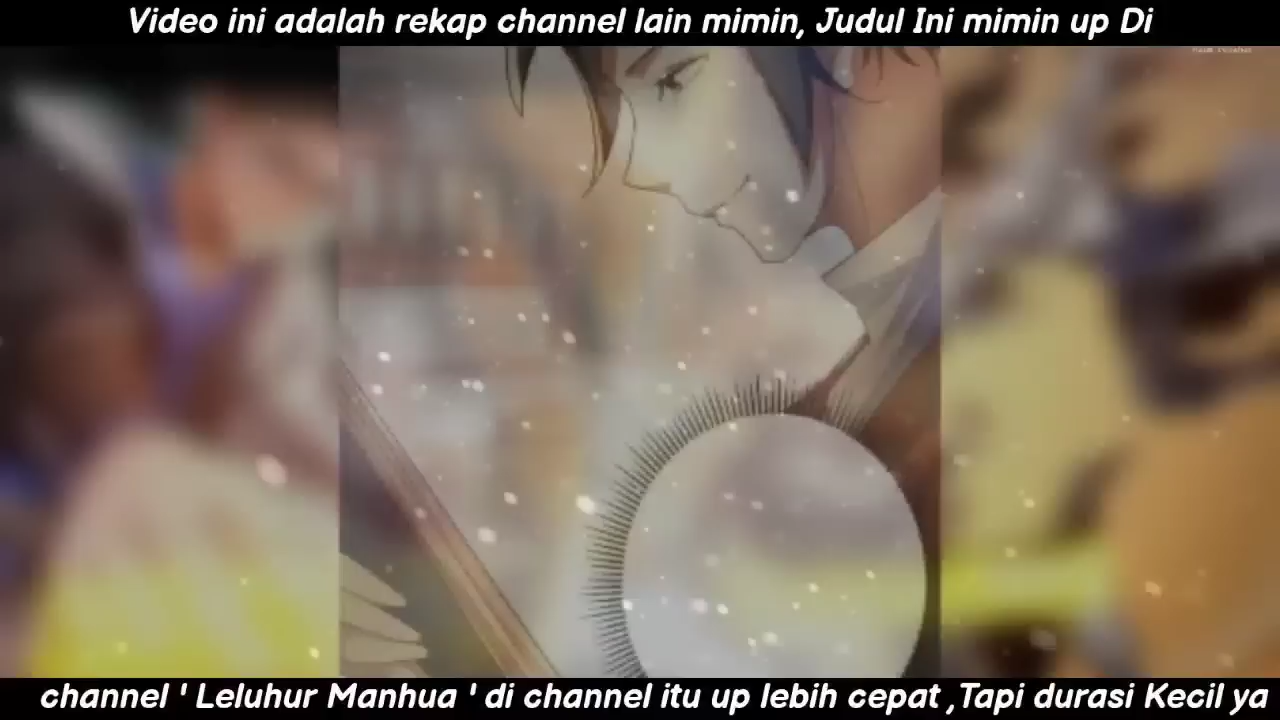 Video ini adalah rekap channel lain mimin, Judul Ini mimin up Di
channel ' Leluhur Manhua ' di channel itu up lebih cepat ,Tapi durasi Kecil ya